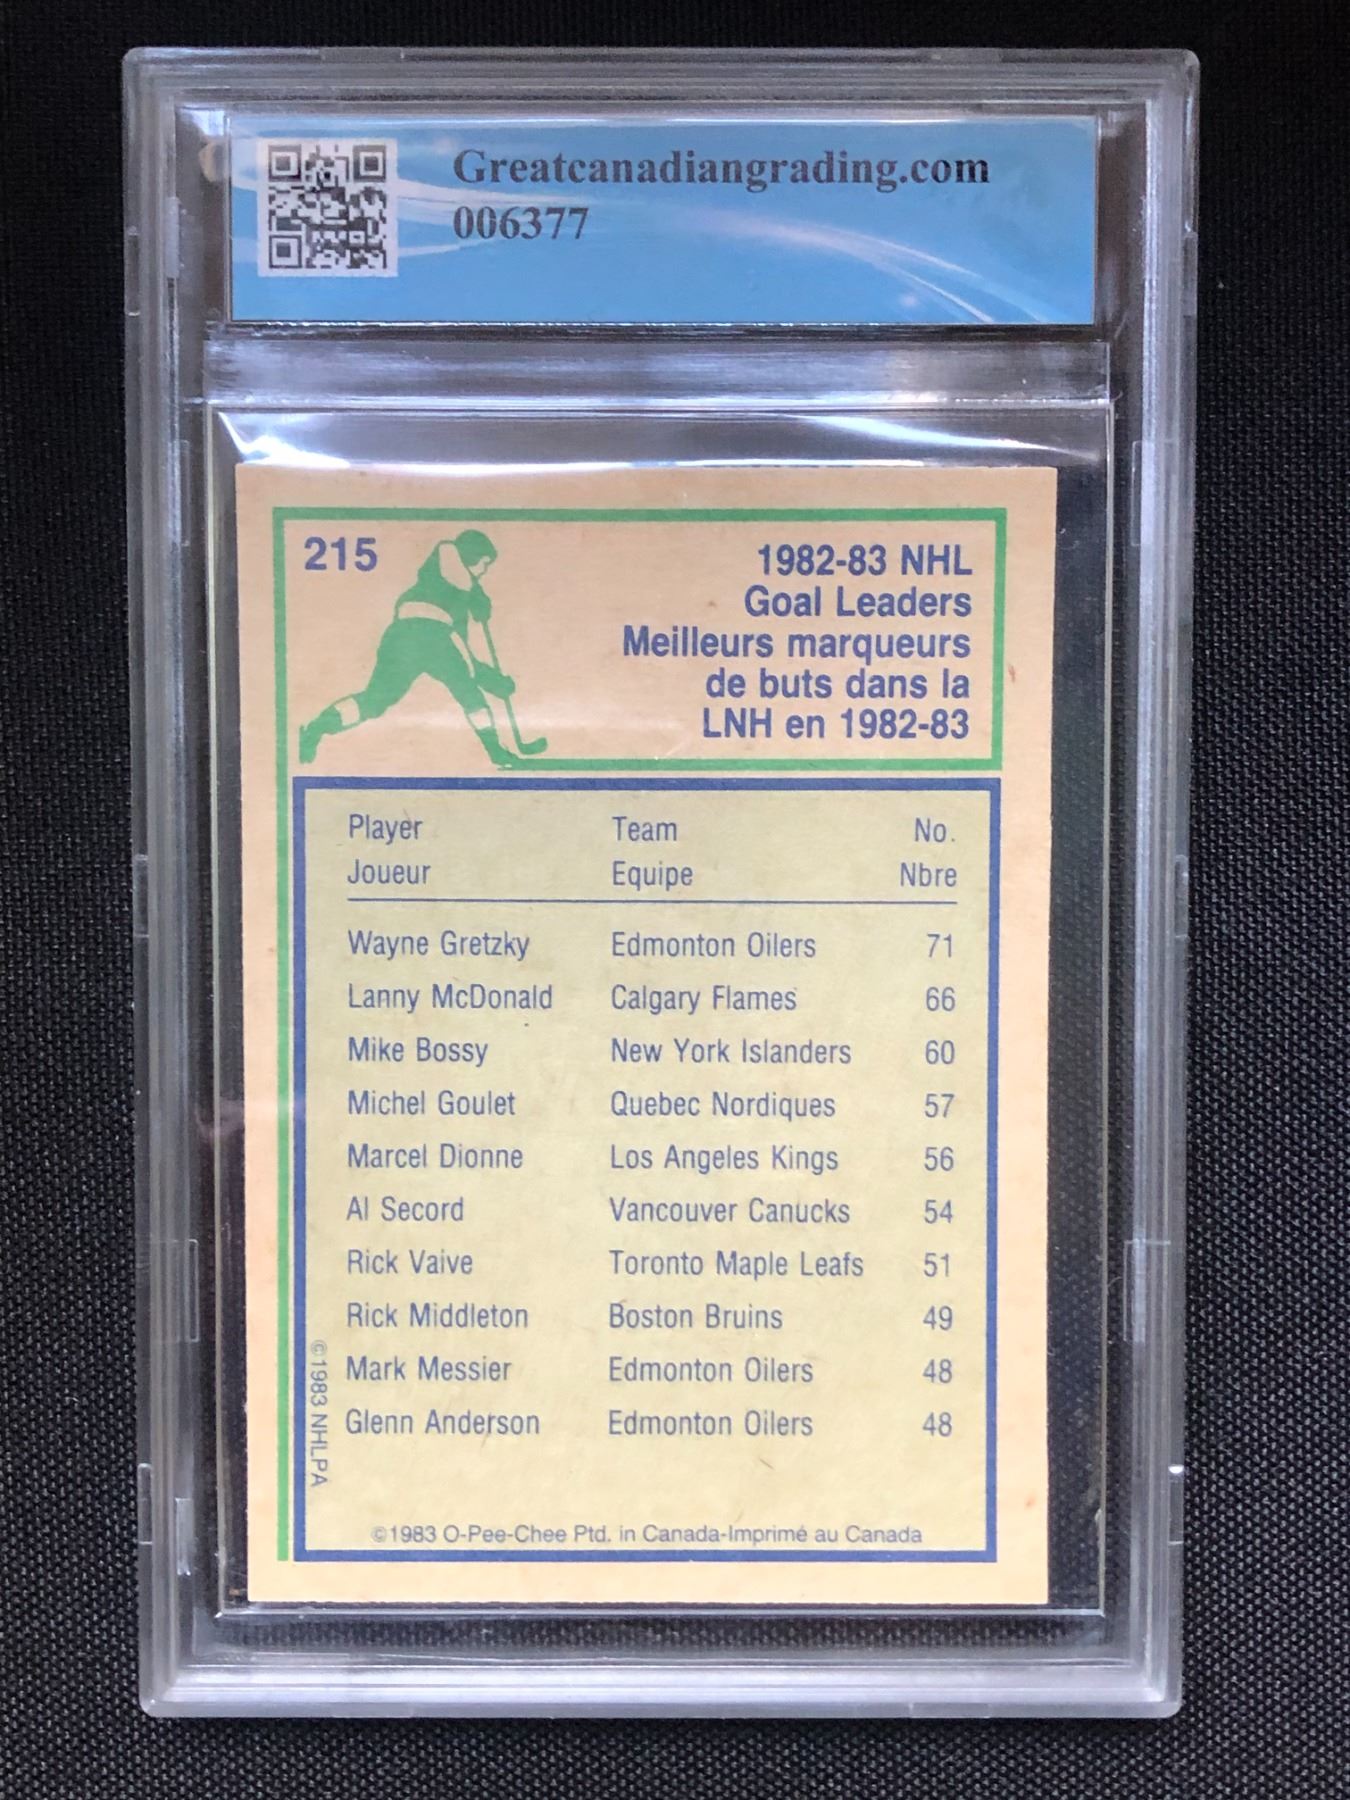 Greatcanadiangrading.com
006377
215
1982-83 NHL
Goal Leaders
Meilleurs marqueurs
de buts dans la
LNH en 1982-83
Player Team No.
Joueur Equipe Nbre
Wayne Gretzky Edmonton Oilers 71
Lanny McDonald Calgary Flames 66
Mike Bossy New York Islanders 60
Michel Goulet Quebec Nordiques 57
Marcel Dionne Los Angeles Kings 56
Al Secord Vancouver Canucks 54
Rick Vaive Toronto Maple Leafs 51
Rick Middleton Boston Bruins 49
Mark Messier Edmonton Oilers 48
Glenn Anderson Edmonton Oilers 48
©1983 NHLPA
©1983 O-Pee-Chee Ptd. in Canada-Imprimé au Canada